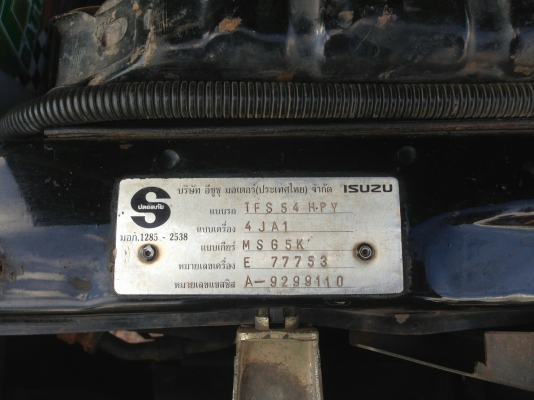 บริษัท อีซูซุ มอเตอร์(ประเทศไทย) จำกัด ISUZU
ปลอดภัย
S
แบบรถ TFS54H-PY
แบบเครื่อง 4JA1
มอก.1285 - 2538
แบบเกียร์ MSG5K
หมายเลขเครื่อง E 77753
หมายเลขแชสซิส A-9299110